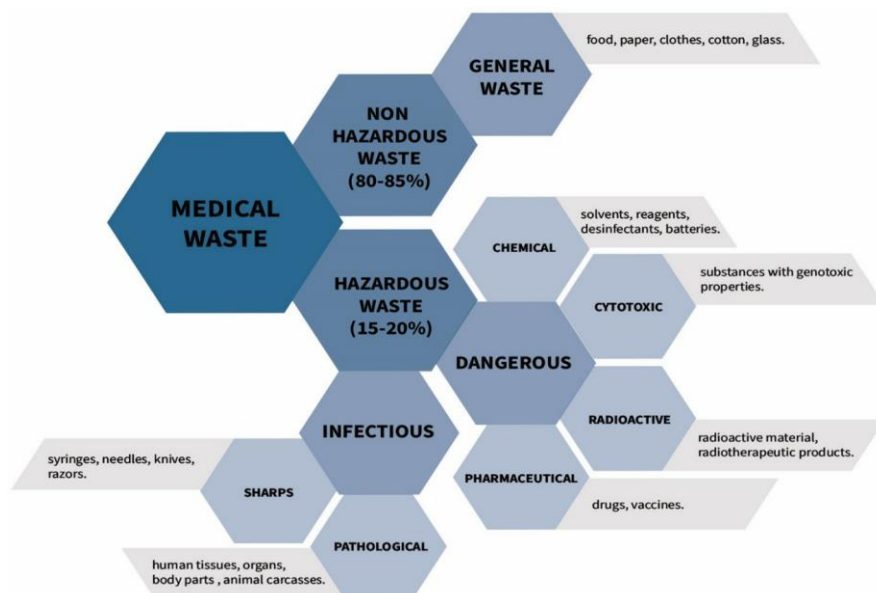 food, paper, clothes, cotton, glass.
GENERAL
WASTE
NON
HAZARDOUS
WASTE
(80-85%)
MEDICAL
WASTE
solvents, reagents,
desinfectants, batteries.
CHEMICAL
substances with genotoxic
properties.
CYTOTOXIC
HAZARDOUS
WASTE
(15-20%)
DANGEROUS
RADIOACTIVE
radioactive material,
radiotherapeutic products.
INFECTIOUS
syringes, needles, knives,
razors.
SHARPS
PHARMACEUTICAL
drugs, vaccines.
PATHOLOGICAL
human tissues, organs,
body parts , animal carcasses.